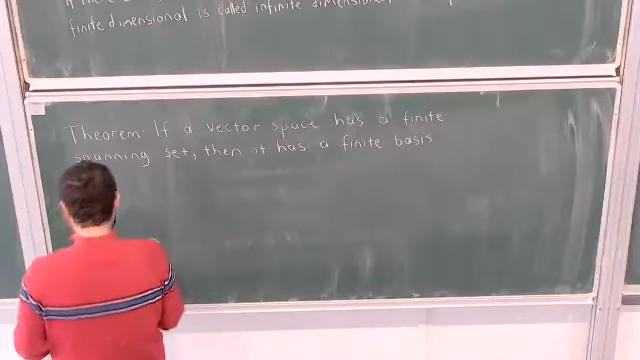 finite dimensional is called infinite dimensional
Theorem. If a vector space has a finite
spanning set, then it has a finite basis